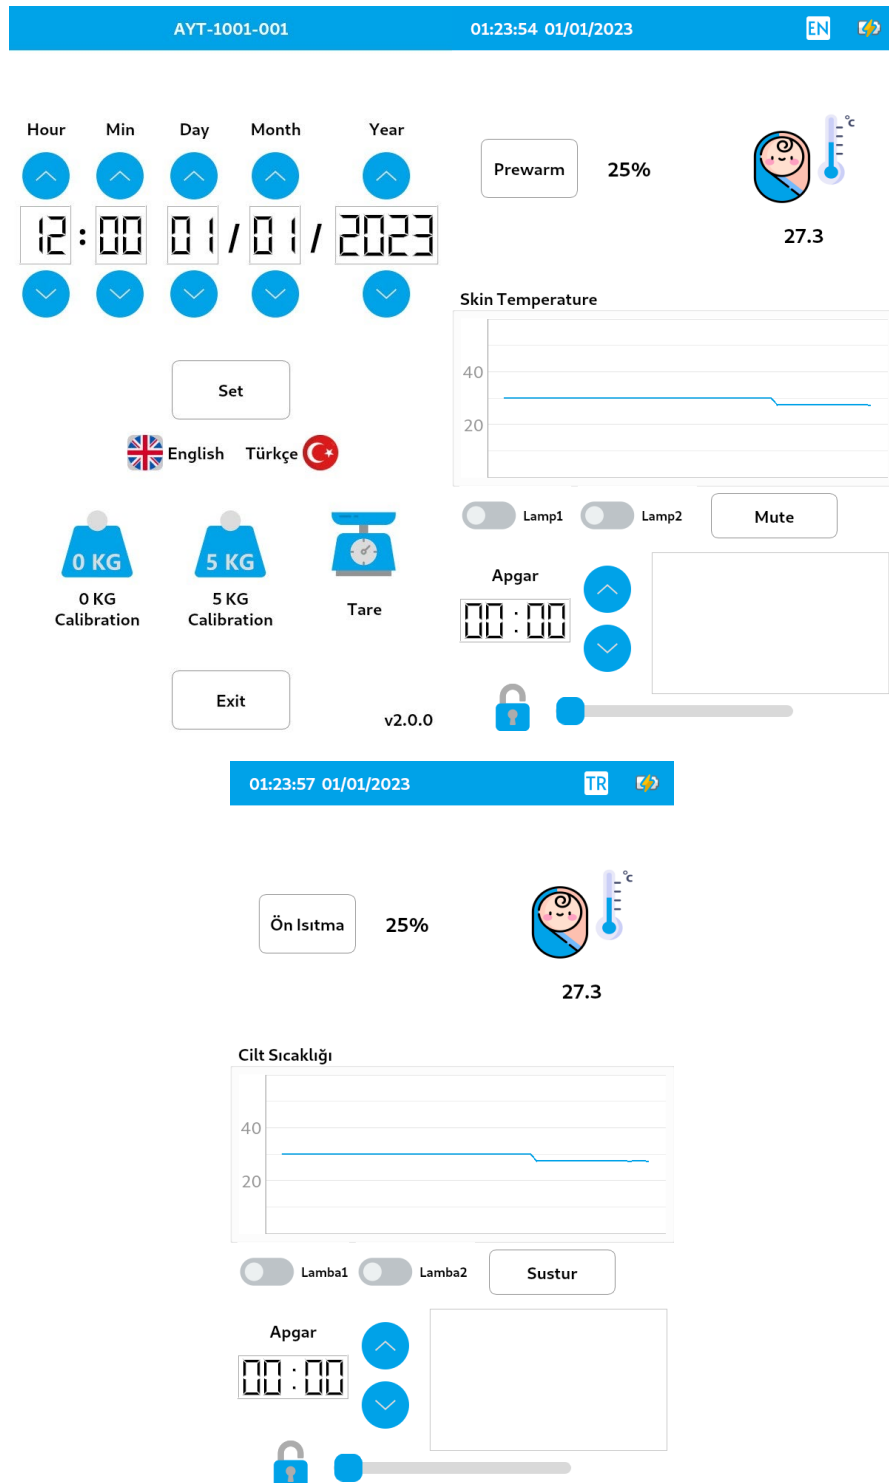 AYT-1001-001
Hour Min Day Month Year
12:00 01/01/2023
Set
English Türkçe
0 KG 5 KG
0 KG Calibration
5 KG Calibration
Tare
Exit
v2.0.0
01:23:54 01/01/2023 EN
Prewarm 25%
°C
27.3
Skin Temperature
40
20
Lamp1 Lamp2 Mute
Apgar
00:00
01:23:57 01/01/2023 TR
Ön Isıtma 25%
°C
27.3
Cilt Sıcaklığı
40
20
Lamba1 Lamba2 Sustur
Apgar
00:00